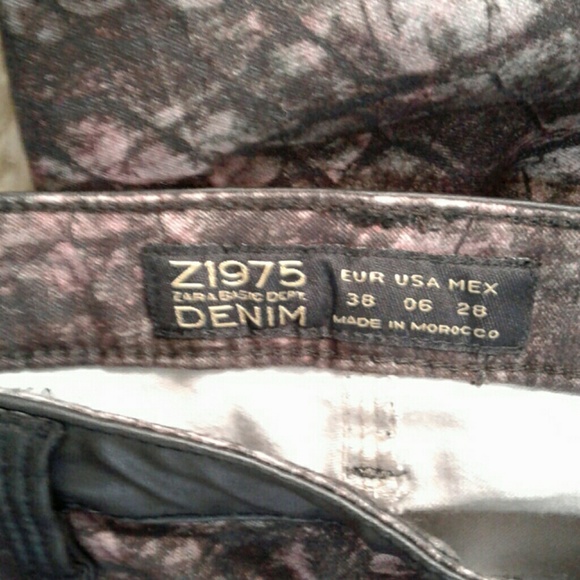 Z1975
ZARA BASIC DEPT.
DENIM
EUR USA MEX
38 06 28
MADE IN MOROCCO